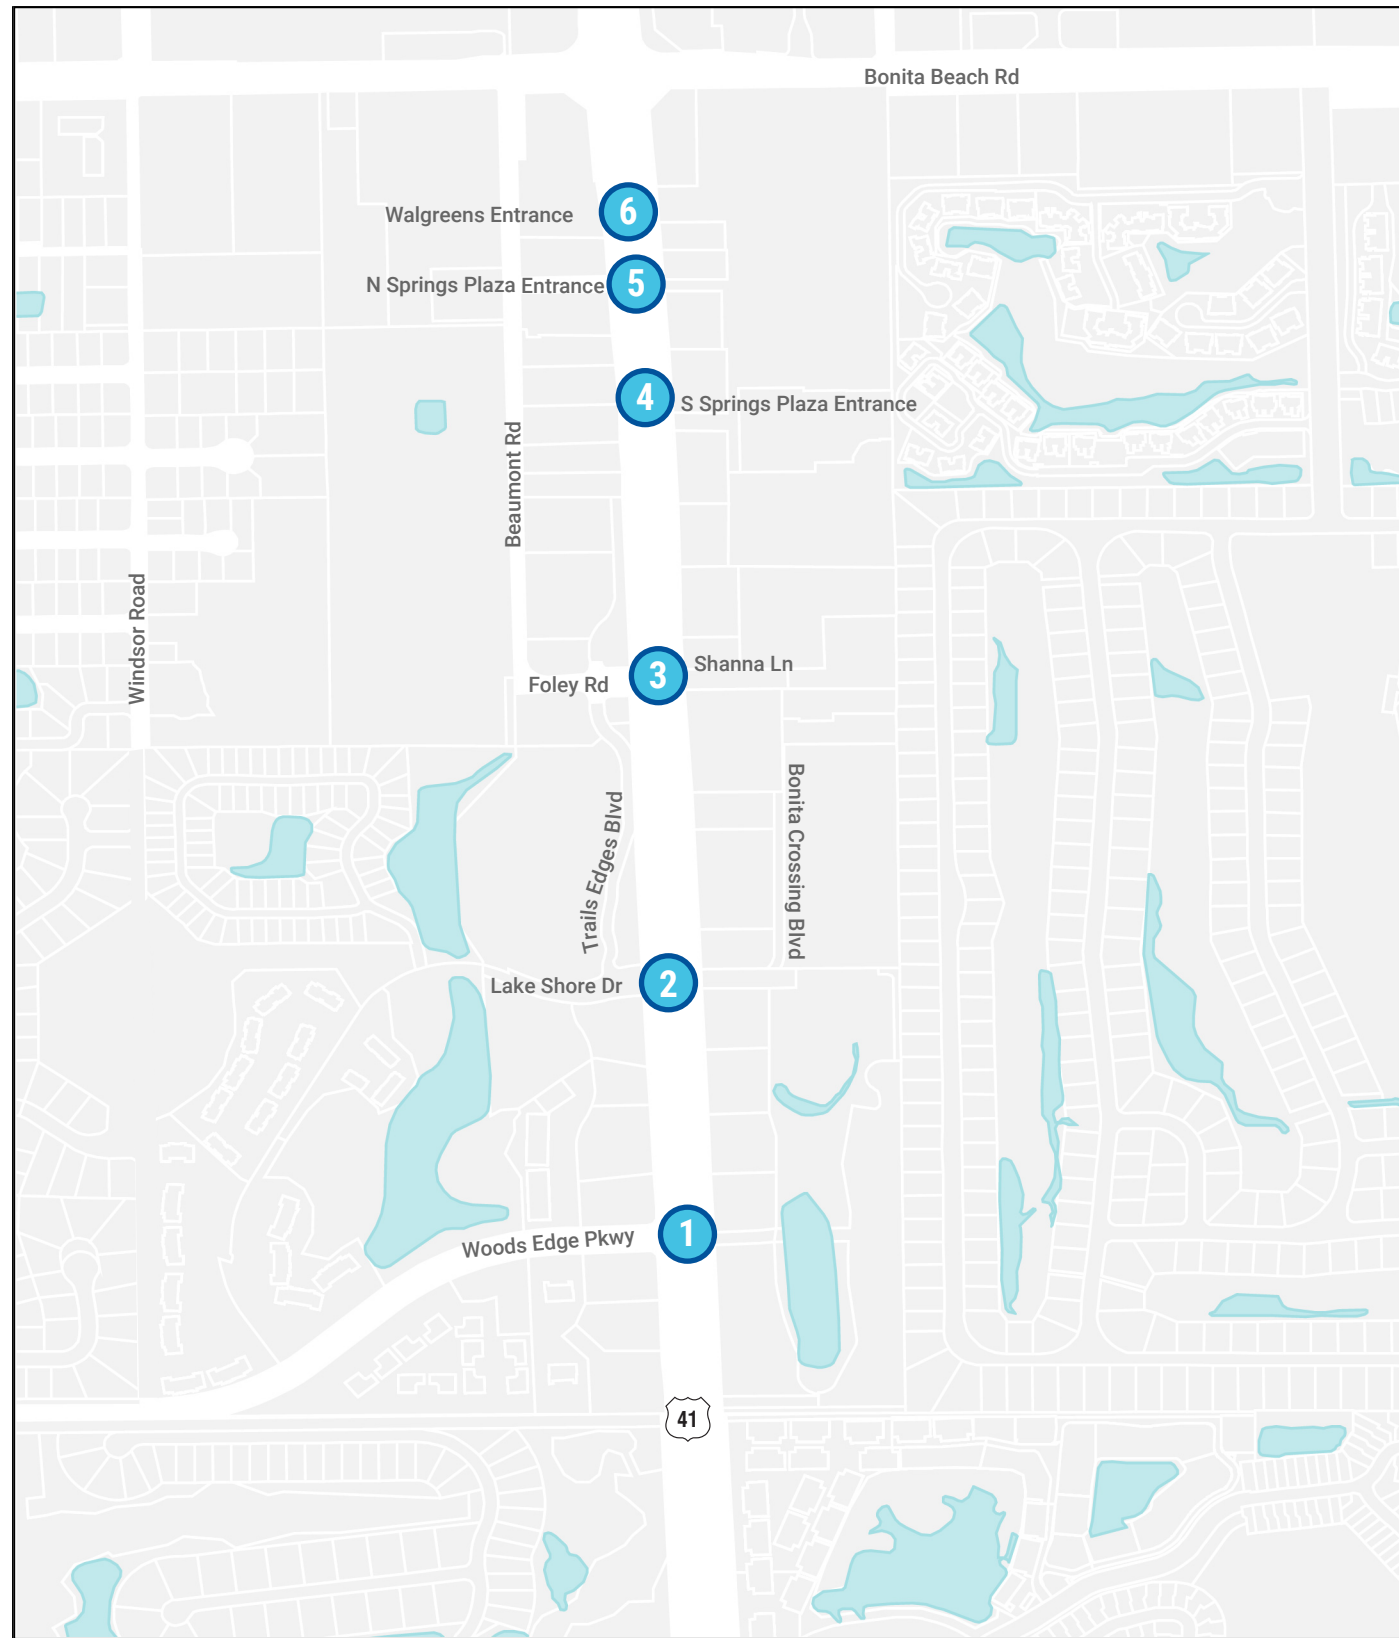 Bonita Beach Rd
Walgreens Entrance
6
N Springs Plaza Entrance
5
4
S Springs Plaza Entrance
Beaumont Rd
Windsor Road
Shanna Ln
3
Foley Rd
Trails Edges Blvd
Bonita Crossing Blvd
Lake Shore Dr
2
1
Woods Edge Pkwy
41